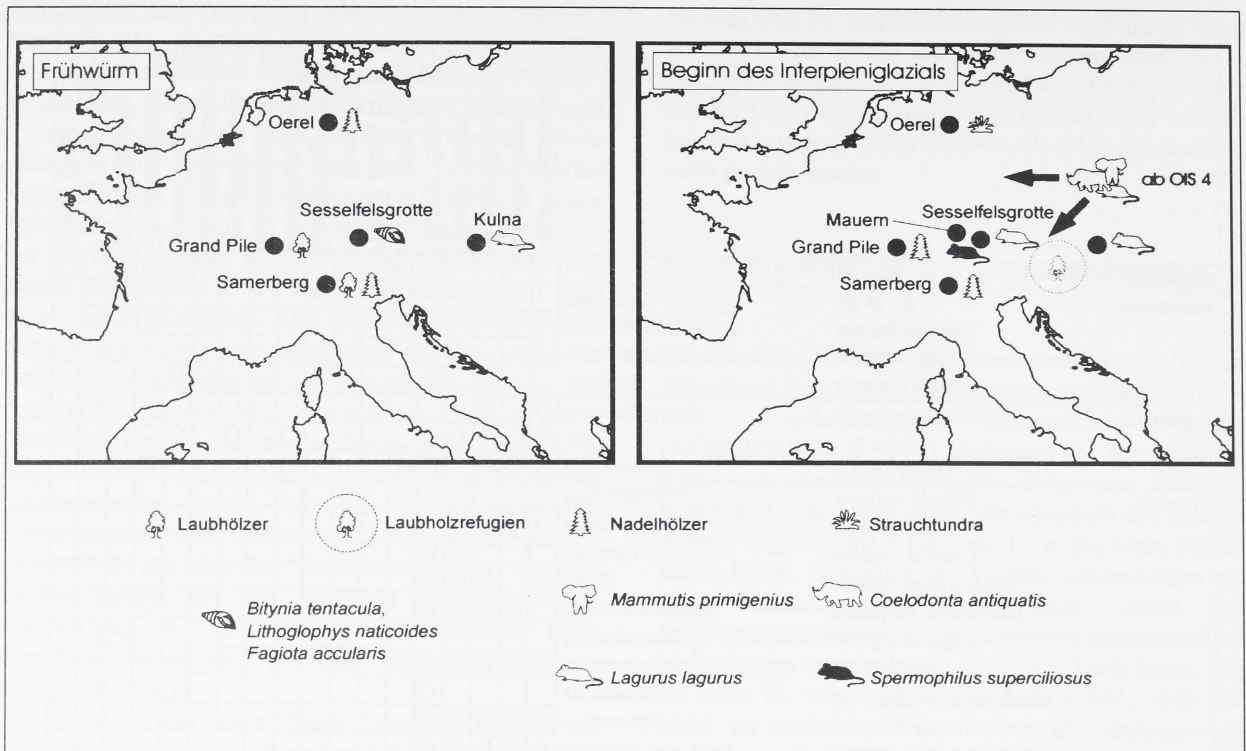 Frühwürm
Oerel
Sesselfelsgrotte
Kulna
Grand Pile
Samerberg
Beginn des Interpleniglazials
Oerel
ab OIS 4
Mauern
Sesselfelsgrotte
Grand Pile
Samerberg
Laubhölzer
Laubholzrefugien
Nadelhölzer
Strauchtundra
Bitynia tentacula,
Lithoglophys naticoides
Fagiota accularis
Mammutis primigenius
Coelodonta antiquatis
Lagurus lagurus
Spermophilus superciliosus